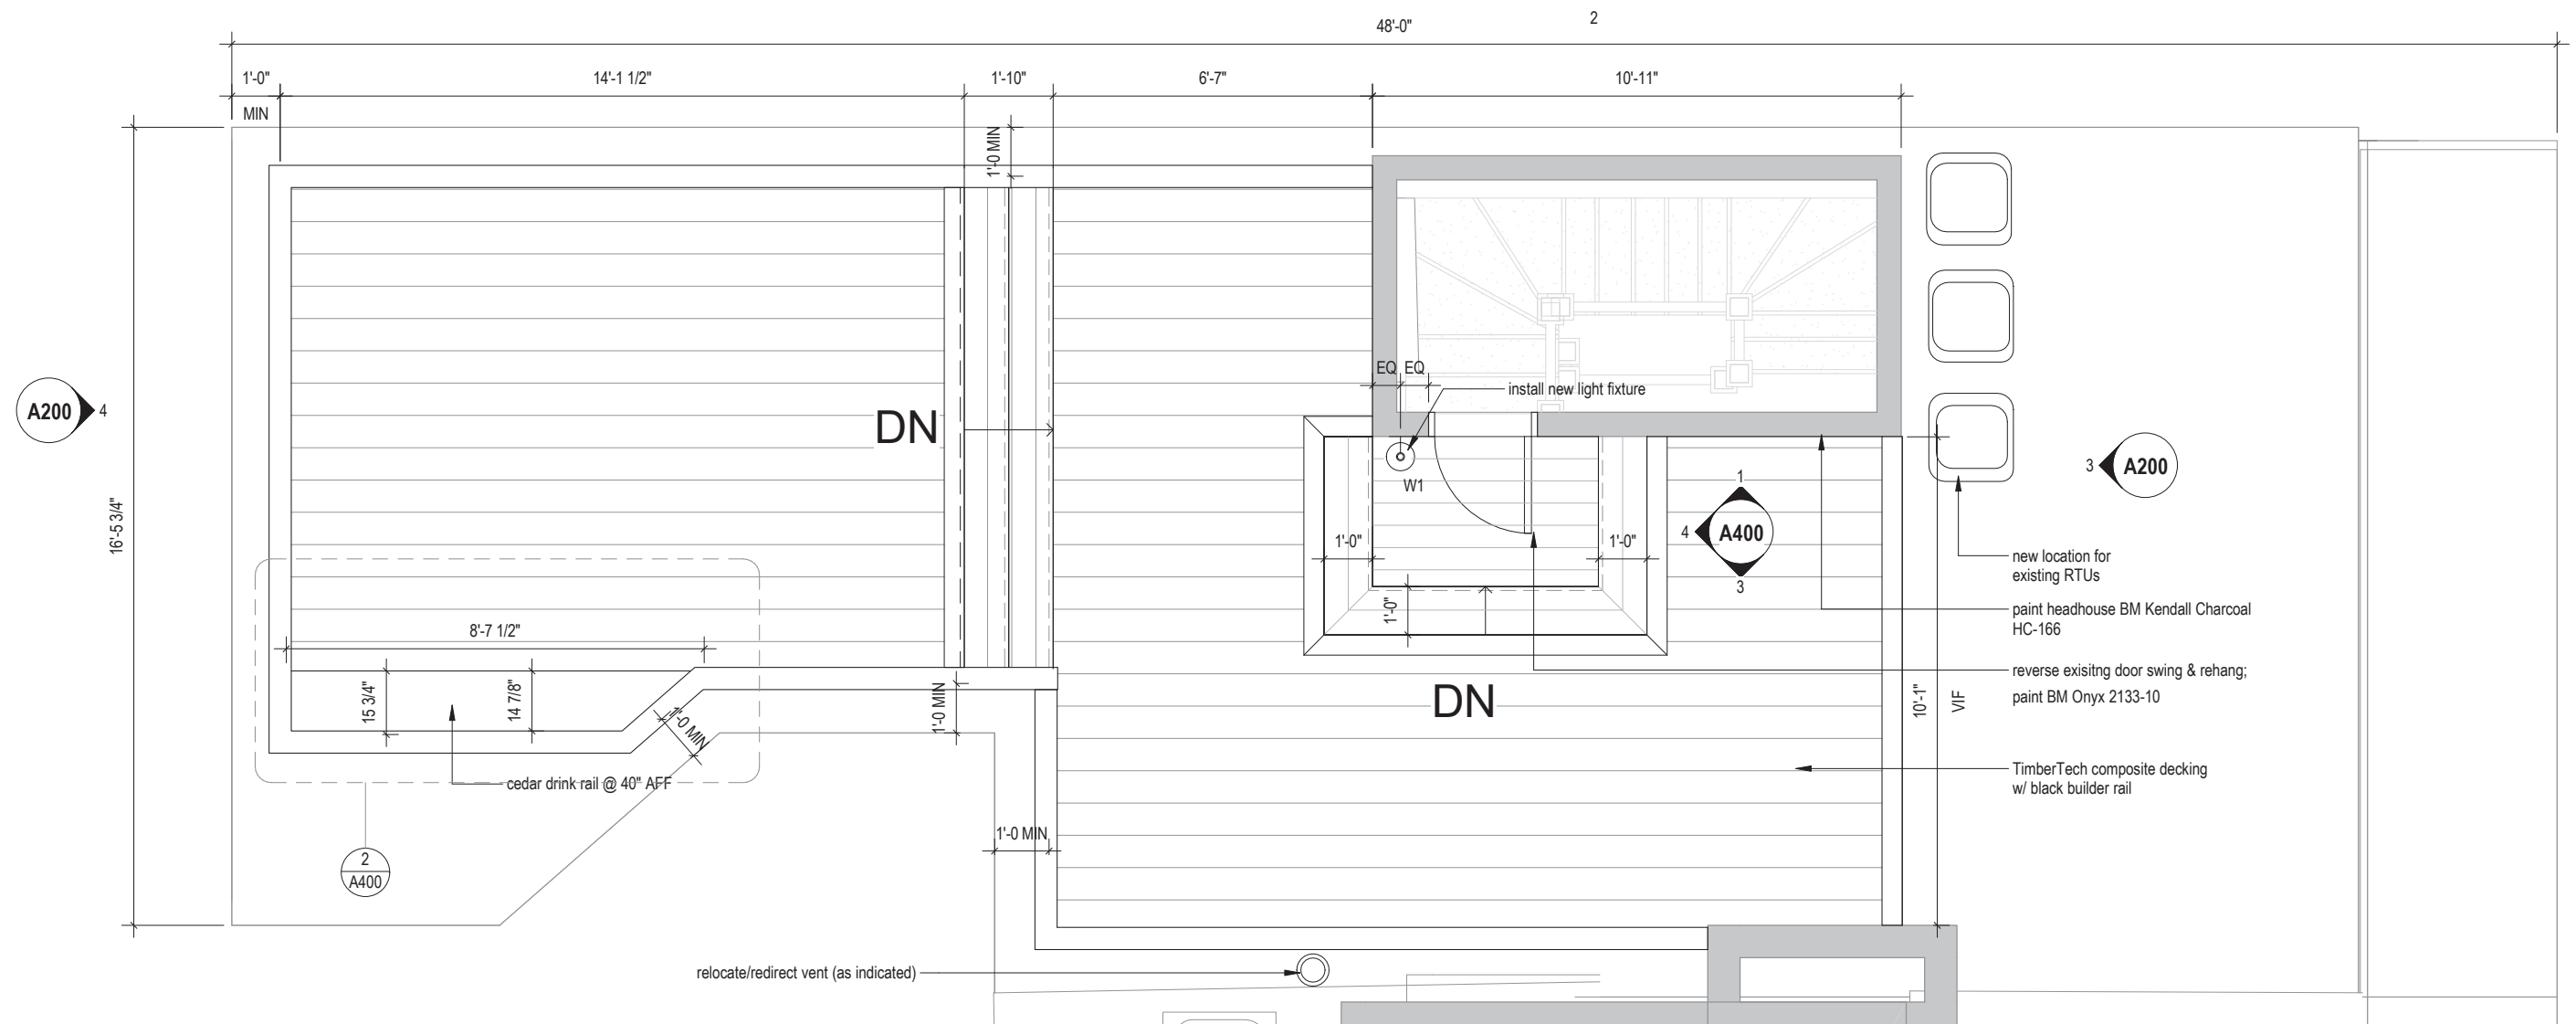 2
48'-0"
1'-0"
14'-1 1/2"
1'-10"
6'-7"
10'-11"
MIN
1'-0 MIN
EQ EQ
install new light fixture
A200 4
DN
W1
3 A200
1
4 A400
3
16'-5 3/4"
1'-0"
1'-0"
1'-0"
new location for
existing RTUs
paint headhouse BM Kendall Charcoal
HC-166
8'-7 1/2"
reverse exisitng door swing & rehang;
paint BM Onyx 2133-10
15 3/4"
14 7/8"
1'-0 MIN
1'-0 MIN
DN
10'-1"
VIF
cedar drink rail @ 40" AFF
TimberTech composite decking
w/ black builder rail
1'-0 MIN
2
A400
relocate/redirect vent (as indicated)